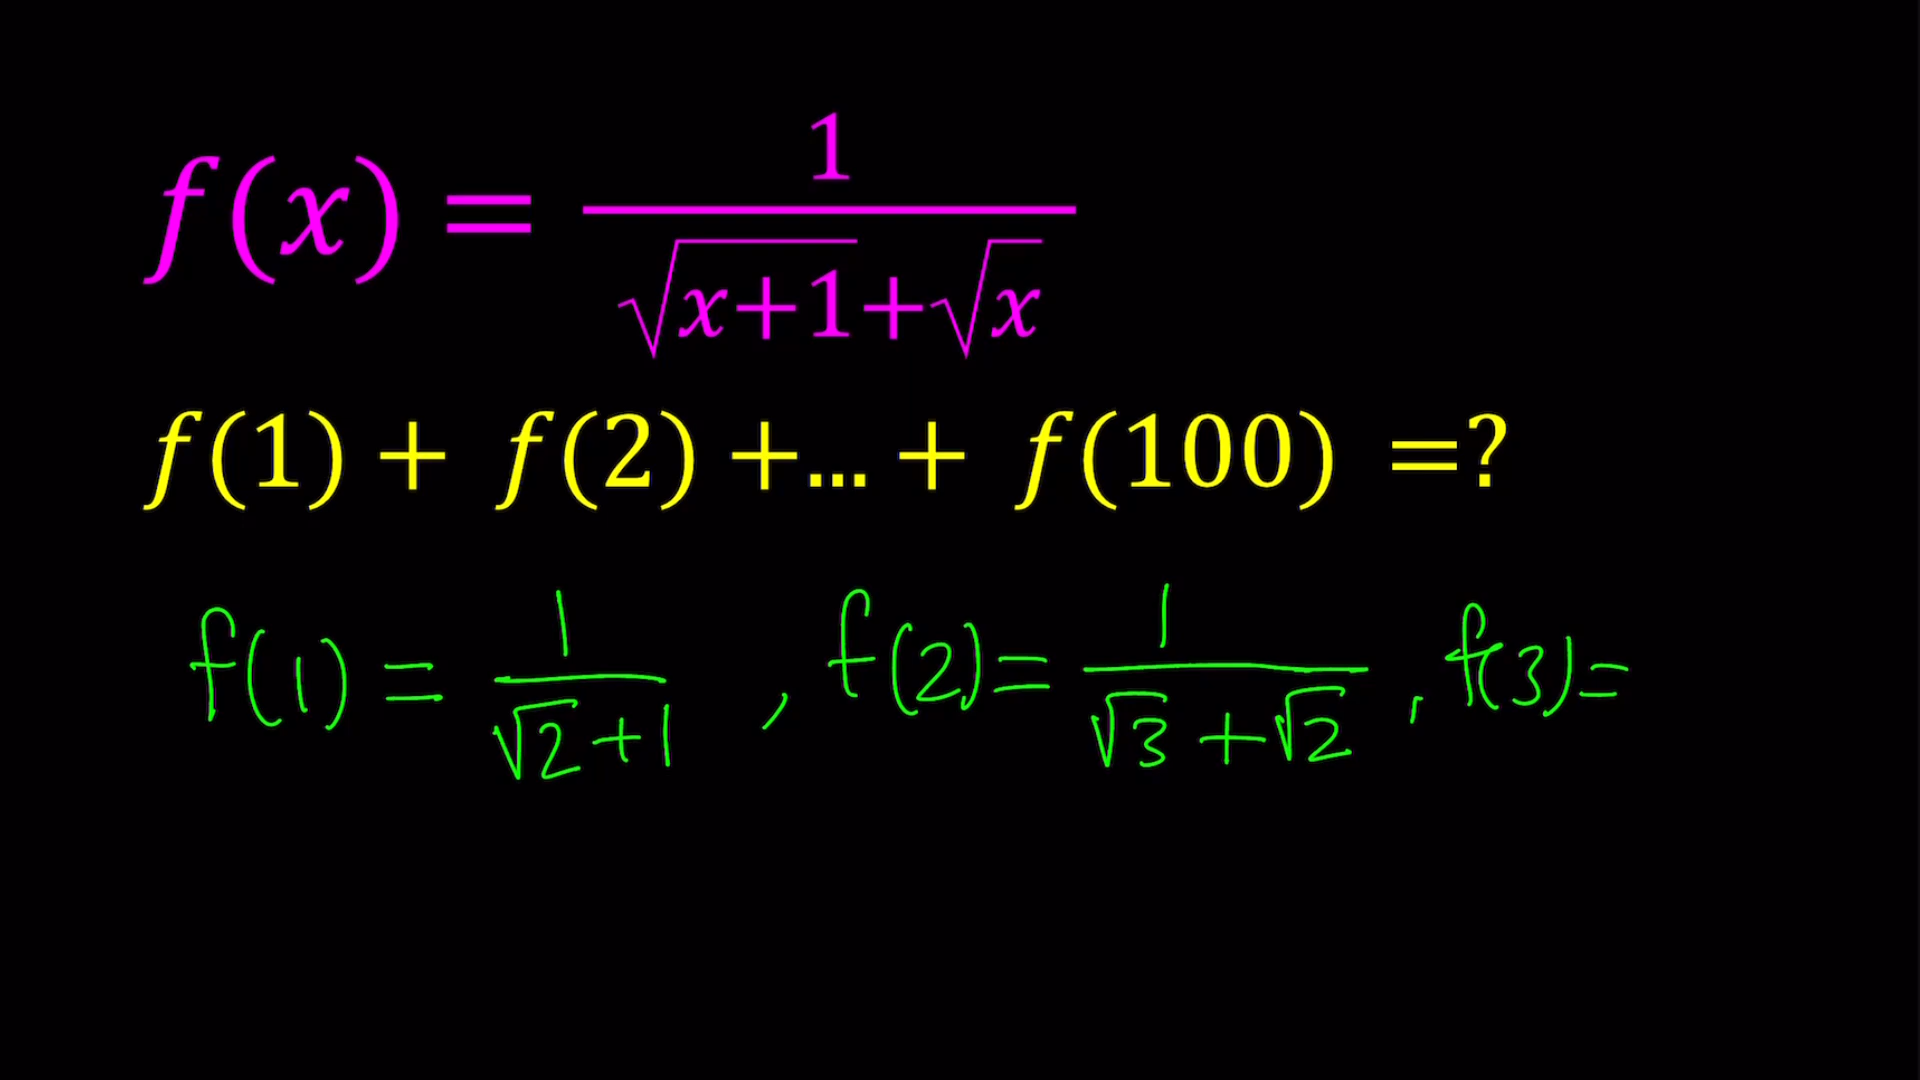 f(x) = 1/(√(x+1)+√x)
f(1) + f(2) +...+ f(100) =?
f(1) = 1/(√2+1) , f(2) = 1/(√3+√2) , f(3) =